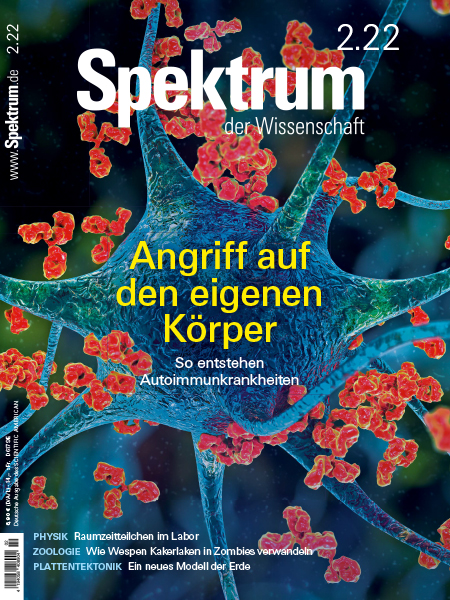 2.22
Spektrum
der Wissenschaft
www.Spektrum.de
2.22
Angriff auf
den eigenen
Körper
So entstehen
Autoimmunkrankheiten
Deutsche Ausgabe des SCIENTIFIC AMERICAN
PHYSIK Raumzeitteilchen im Labor
ZOOLOGIE Wie Wespen Kakerlaken in Zombies verwandeln
PLATTENTEKTONIK Ein neues Modell der Erde